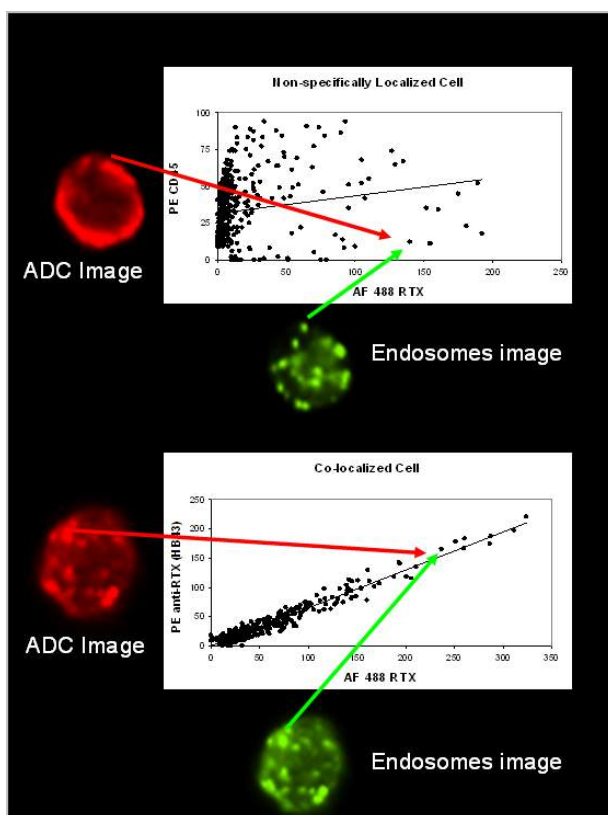 Non-specifically Localized Cell
100
75
50
25
0
0 50 100 150 200 250
AF 488 RTX
PE CD45
ADC Image
Endosomes image
Co-localized Cell
250
200
150
100
50
0
0 50 100 150 200 250 300 350
AF 488 RTX
PE anti-RTX (HB43)
ADC Image
Endosomes image